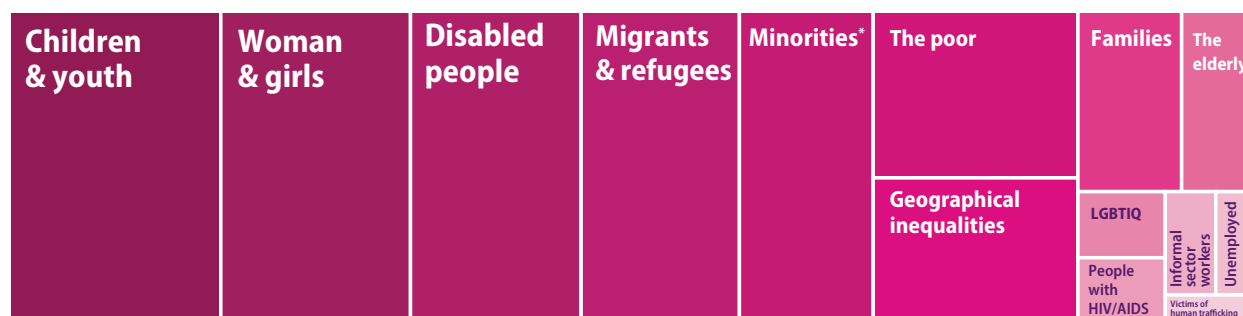 Children
& youth
Woman
& girls
Disabled
people
Migrants
& refugees
Minorities*
The poor
Geographical
inequalities
Families
The
elderly
LGBTIQ
People
with
HIV/AIDS
Informal
sector
workers
Unemployed
Victims of
human trafficking